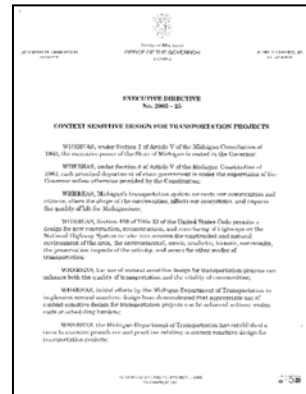 STATE OF MICHIGAN
OFFICE OF THE GOVERNOR
LANSING
EXECUTIVE DIRECTIVE
No. 2003 - 25
CONTEXT SENSITIVE DESIGN FOR TRANSPORTATION PROJECTS
WHEREAS, under Section 1 of Article V of the Michigan Constitution of
1963, the executive power of the State of Michigan is vested in the Governor;
WHEREAS, under Section 8 of Article V of the Michigan Constitution of
1963, each principal department of state government is under the supervision of the
Governor unless otherwise provided by the Constitution;
WHEREAS, Michigan's transportation system connects our communities and
citizens, affects the shape of the communities, affects our economy, and impacts
the quality of life for Michiganians;
WHEREAS, Section 109 of Title 23 of the United States Code permits a
design for new construction, reconstruction, and resurfacing of highways on the
National Highway System to take into account the constructed and natural
environment of the area, the environmental, scenic, aesthetic, historic, community,
the preservation impacts of the activity, and access for other modes of
transportation;
WHEREAS, the use of context sensitive design for transportation projects can
enhance both the quality of transportation and the vitality of communities;
WHEREAS, initial efforts by the Michigan Department of Transportation to
implement context sensitive design have demonstrated that appropriate use of
context sensitive design for transportation projects can be achieved without undue
costs or scheduling burdens;
WHEREAS, the Michigan Department of Transportation has established a
team to examine procedures and practices relating to context sensitive design for
transportation projects;